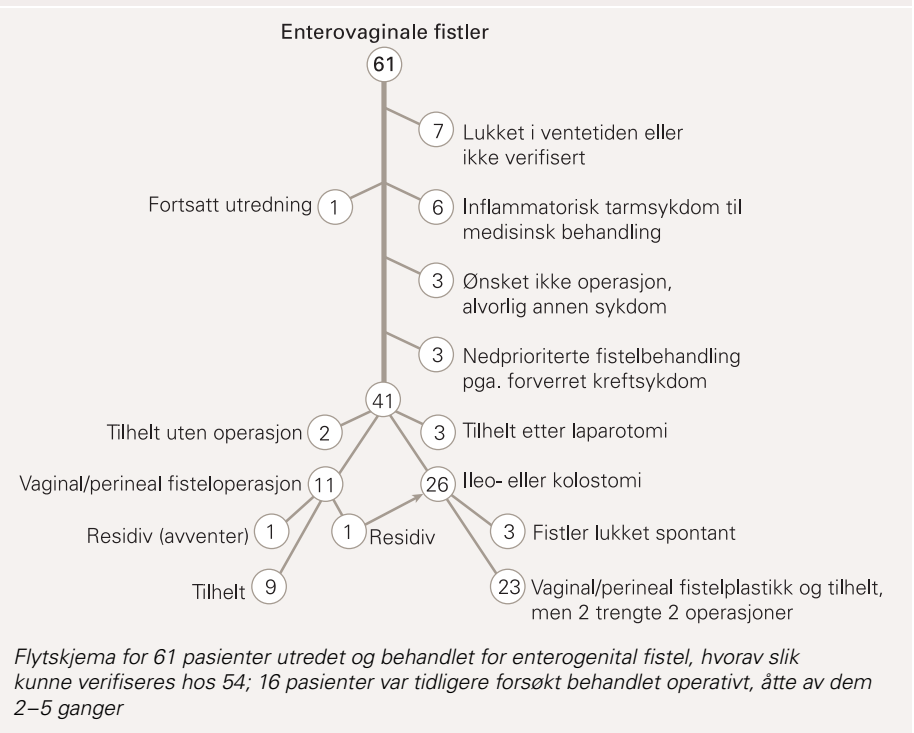 Enterovaginale fistler
61
7 Lukket i ventetiden eller
ikke verifisert
Fortsatt utredning 1
6 Inflammatorisk tarmsykdom til
medisinsk behandling
3 Ønsket ikke operasjon,
alvorlig annen sykdom
3 Nedprioriterte fistelbehandling
pga. forverret kreftsykdom
41
Tilhelt uten operasjon 2
3 Tilhelt etter laparotomi
Vaginal/perineal fisteloperasjon 11
26 Ileo- eller kolostomi
Residiv (avventer) 1
1 Residiv
3 Fistler lukket spontant
Tilhelt 9
23 Vaginal/perineal fistelplastikk og tilhelt,
men 2 trengte 2 operasjoner
Flytskjema for 61 pasienter utredet og behandlet for enterogenital fistel, hvorav slik
kunne verifiseres hos 54; 16 pasienter var tidligere forsøkt behandlet operativt, åtte av dem
2–5 ganger